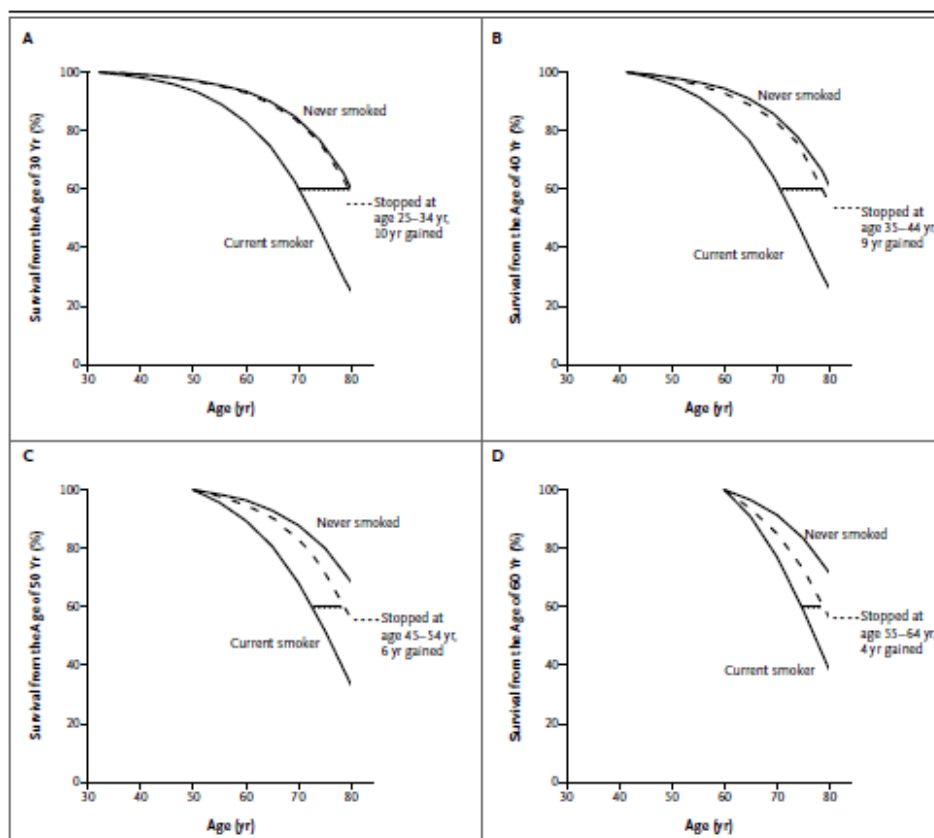 A
Survival from the Age of 30 Yr (%)
100
80
60
40
20
0
Never smoked
Stopped at
age 25–34 yr,
10 yr gained
Current smoker
30 40 50 60 70 80
Age (yr)
B
Survival from the Age of 40 Yr (%)
100
80
60
40
20
0
Never smoked
Stopped at
age 35–44 yr
9 yr gained
Current smoker
30 40 50 60 70 80
Age (yr)
C
Survival from the Age of 50 Yr (%)
100
80
60
40
20
0
Never smoked
Stopped at
age 45–54 yr,
6 yr gained
Current smoker
30 40 50 60 70 80
Age (yr)
D
Survival from the Age of 60 Yr (%)
100
80
60
40
20
0
Never smoked
Stopped at
age 55–64 yr,
4 yr gained
Current smoker
30 40 50 60 70 80
Age (yr)